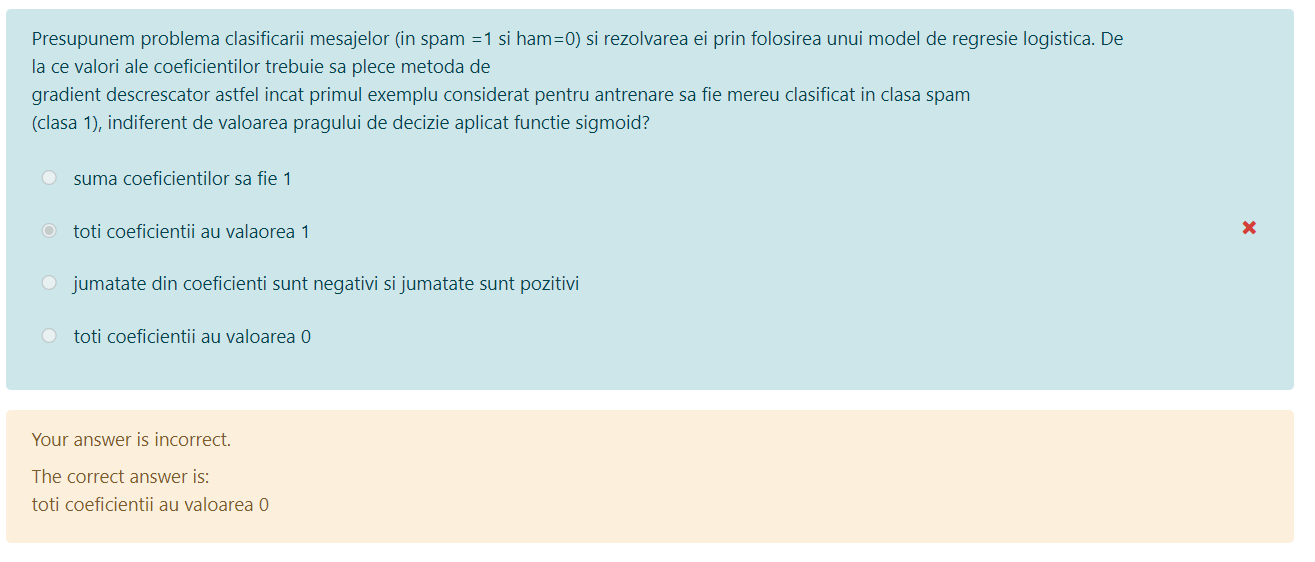 Presupunem problema clasificarii mesajelor (in spam =1 si ham=0) si rezolvarea ei prin folosirea unui model de regresie logistica. De
la ce valori ale coeficientilor trebuie sa plece metoda de
gradient descrescator astfel incat primul exemplu considerat pentru antrenare sa fie mereu clasificat in clasa spam
(clasa 1), indiferent de valoarea pragului de decizie aplicat functie sigmoid?
suma coeficientilor sa fie 1
toti coeficientii au valaorea 1
jumatate din coeficienti sunt negativi si jumatate sunt pozitivi
toti coeficientii au valoarea 0
Your answer is incorrect.
The correct answer is:
toti coeficientii au valoarea 0